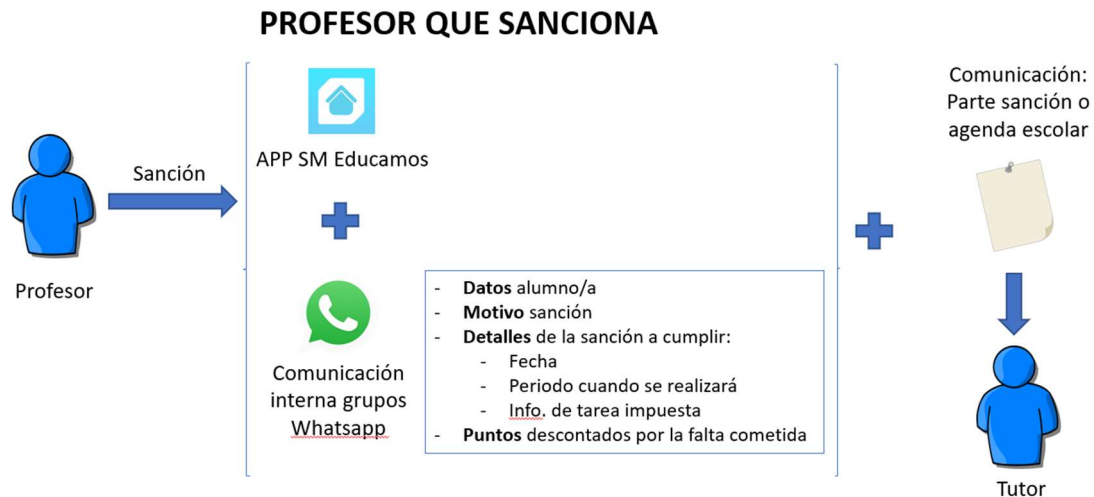 PROFESOR QUE SANCIONA
Sanción
Profesor
APP SM Educamos
Comunicación
interna grupos
Whatsapp
- Datos alumno/a
- Motivo sanción
- Detalles de la sanción a cumplir:
- Fecha
- Periodo cuando se realizará
- Info. de tarea impuesta
- Puntos descontados por la falta cometida
Comunicación:
Parte sanción o
agenda escolar
Tutor